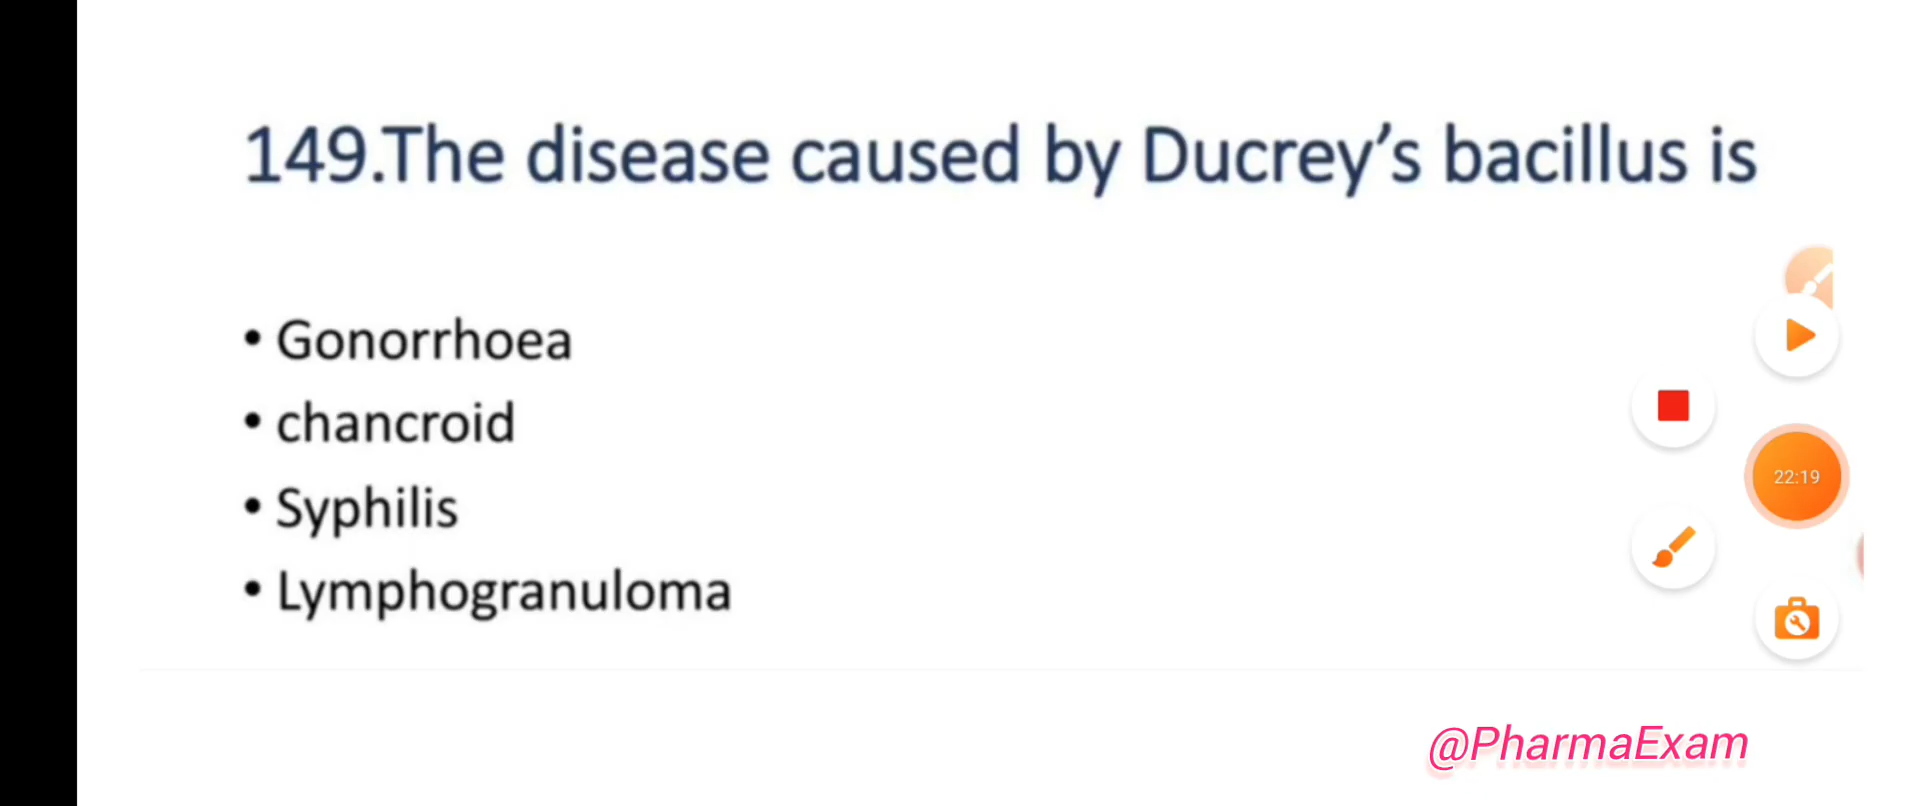 149.The disease caused by Ducrey’s bacillus is
• Gonorrhoea
• chancroid
• Syphilis
• Lymphogranuloma
22:19
@PharmaExam